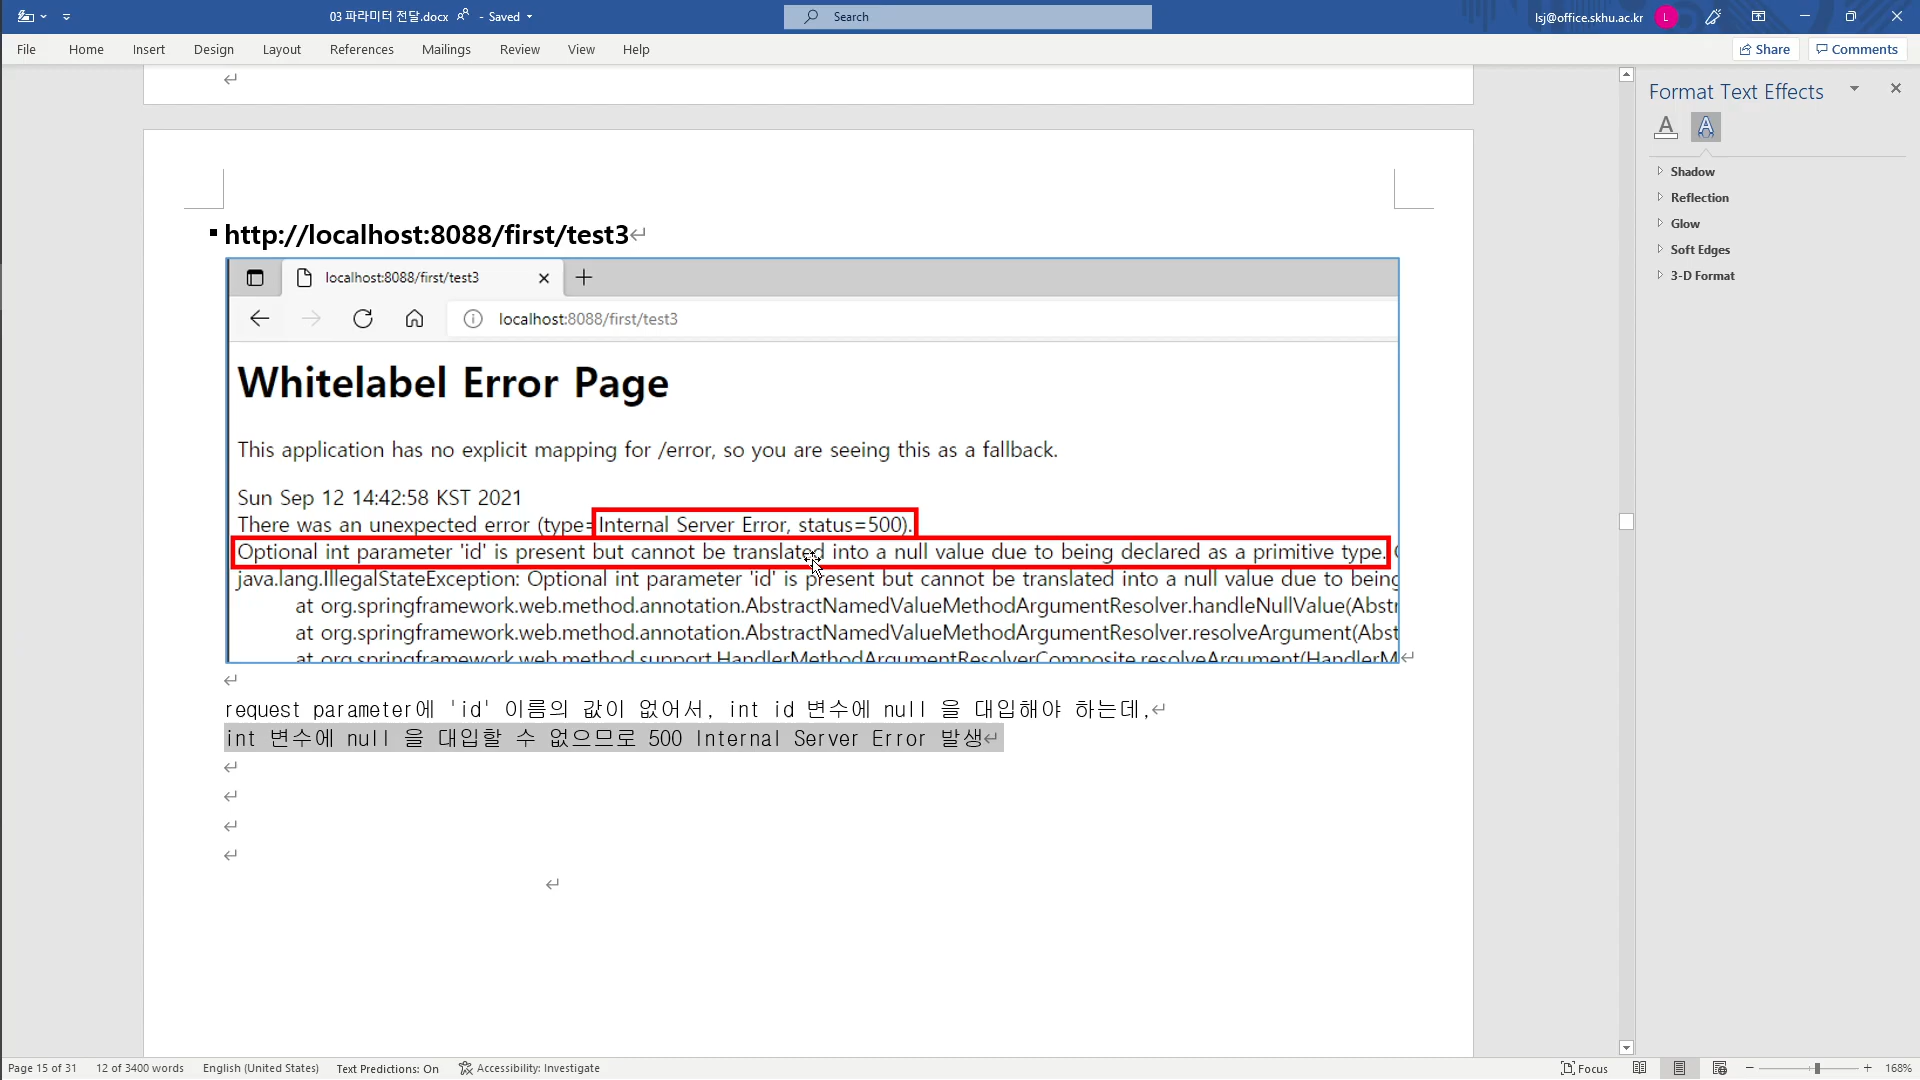 03 파라미터 전달.docx - Saved
Search
lsj@office.skhu.ac.kr
L
File Home Insert Design Layout References Mailings Review View Help
Share Comments
Format Text Effects
Shadow
Reflection
Glow
Soft Edges
3-D Format
http://localhost:8088/first/test3
localhost:8088/first/test3
localhost:8088/first/test3
Whitelabel Error Page
This application has no explicit mapping for /error, so you are seeing this as a fallback.
Sun Sep 12 14:42:58 KST 2021
There was an unexpected error (type=Internal Server Error, status=500).
Optional int parameter 'id' is present but cannot be translated into a null value due to being declared as a primitive type.
java.lang.IllegalStateException: Optional int parameter 'id' is present but cannot be translated into a null value due to being
at org.springframework.web.method.annotation.AbstractNamedValueMethodArgumentResolver.handleNullValue(Abstr
at org.springframework.web.method.annotation.AbstractNamedValueMethodArgumentResolver.resolveArgument(Abst
at org.springframework.web.method.support.HandlerMethodArgumentResolverComposite.resolveArgument(HandlerM
request parameter에 'id' 이름의 값이 없어서, int id 변수에 null 을 대입해야 하는데,
int 변수에 null 을 대입할 수 없으므로 500 Internal Server Error 발생
Page 15 of 31 12 of 3400 words English (United States) Text Predictions: On Accessibility: Investigate Focus 168%